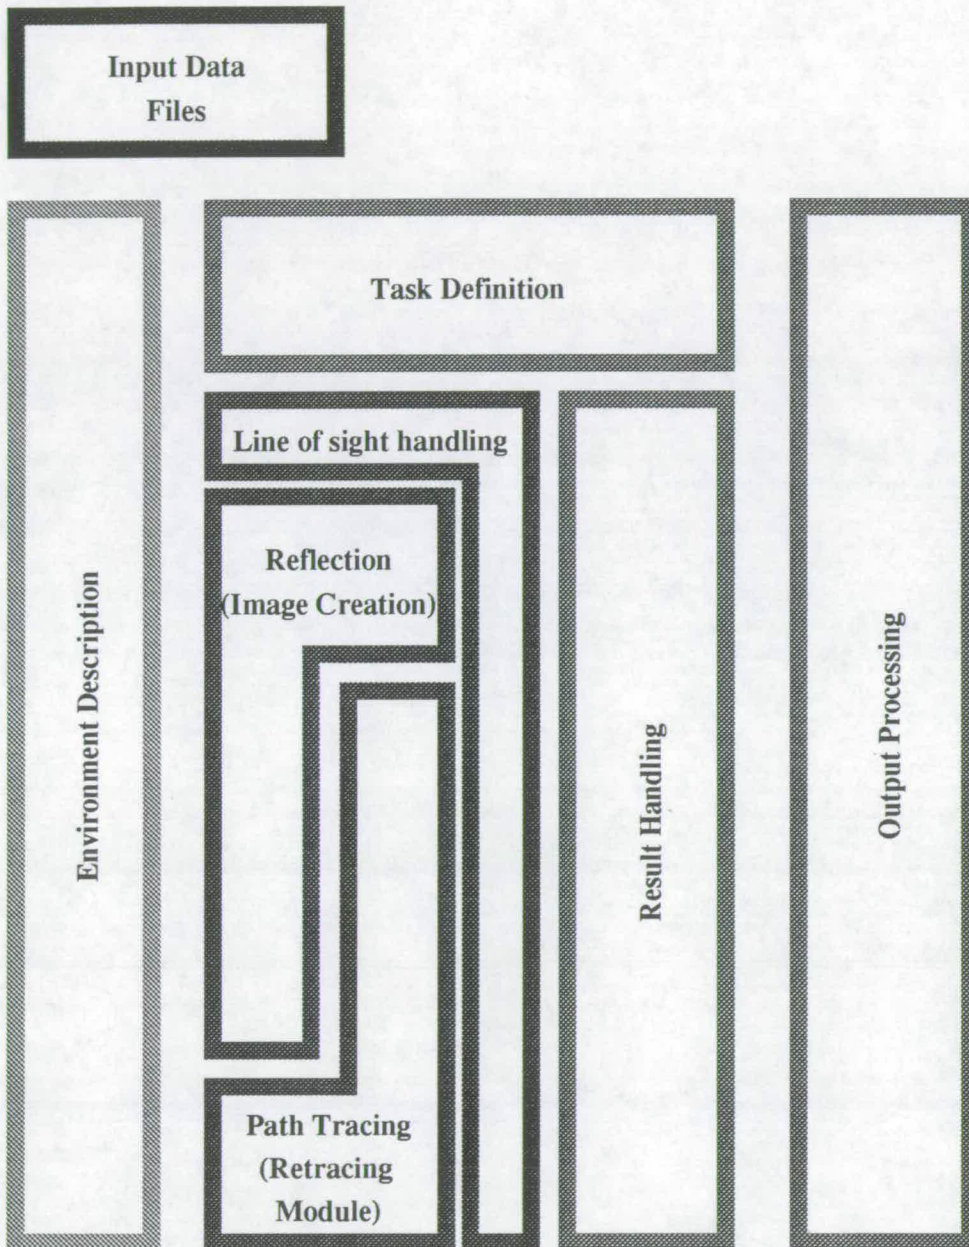 Input Data
Files
Task Definition
Line of sight handling
Reflection
(Image Creation)
Environment Description
Result Handling
Output Processing
Path Tracing
(Retracing
Module)